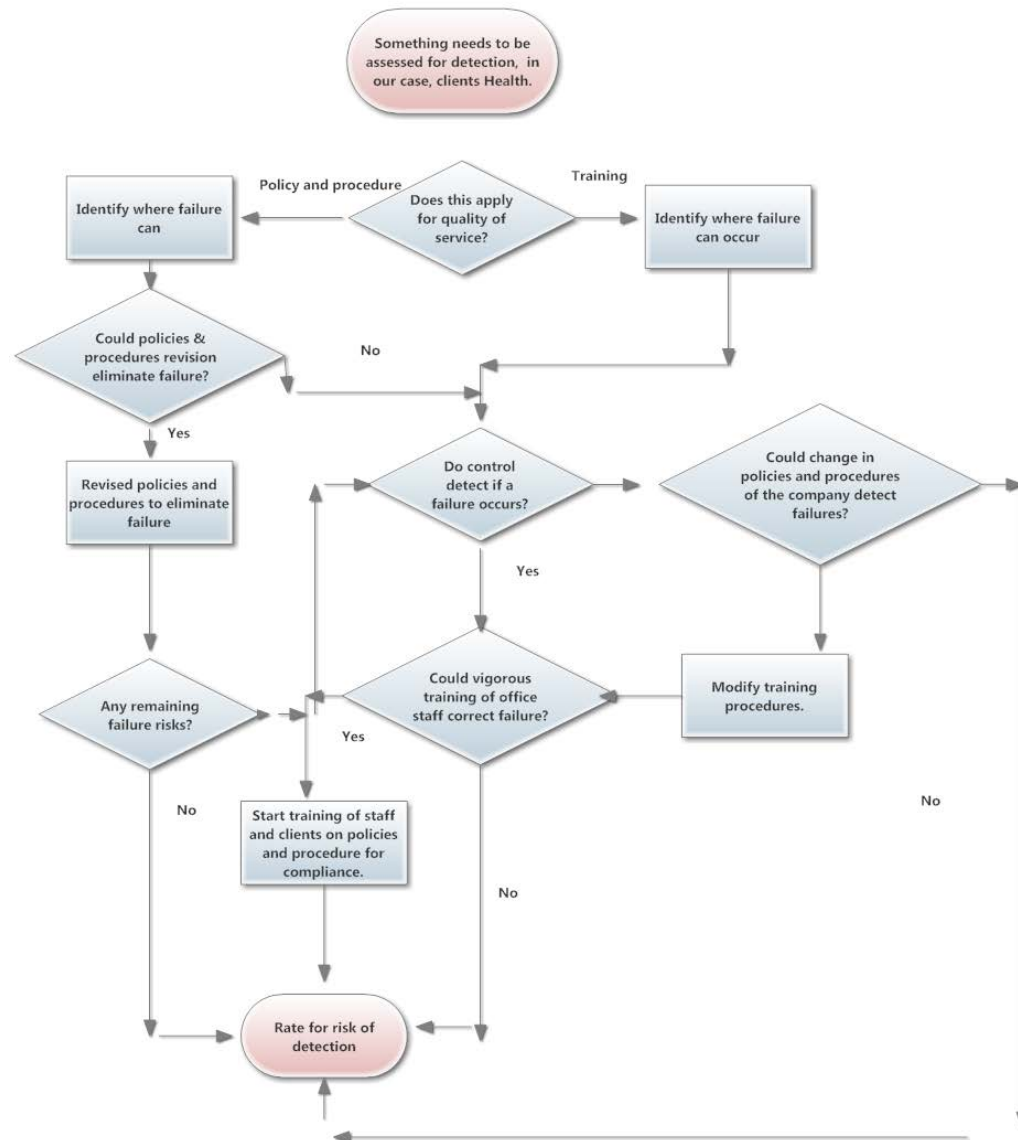 Something needs to be
assessed for detection, in
our case, clients Health.
Policy and procedure
Training
Identify where failure
can
Does this apply
for quality of
service?
Identify where failure
can occur
Could policies &
procedures revision
eliminate failure?
No
Yes
Revised policies and
procedures to eliminate
failure
Do control
detect if a
failure occurs?
Could change in
policies and procedures
of the company detect
failures?
Yes
Any remaining
failure risks?
Could vigorous
training of office
staff correct failure?
Modify training
procedures.
Yes
No
No
Start training of staff
and clients on policies
and procedure for
compliance.
No
Rate for risk of
detection